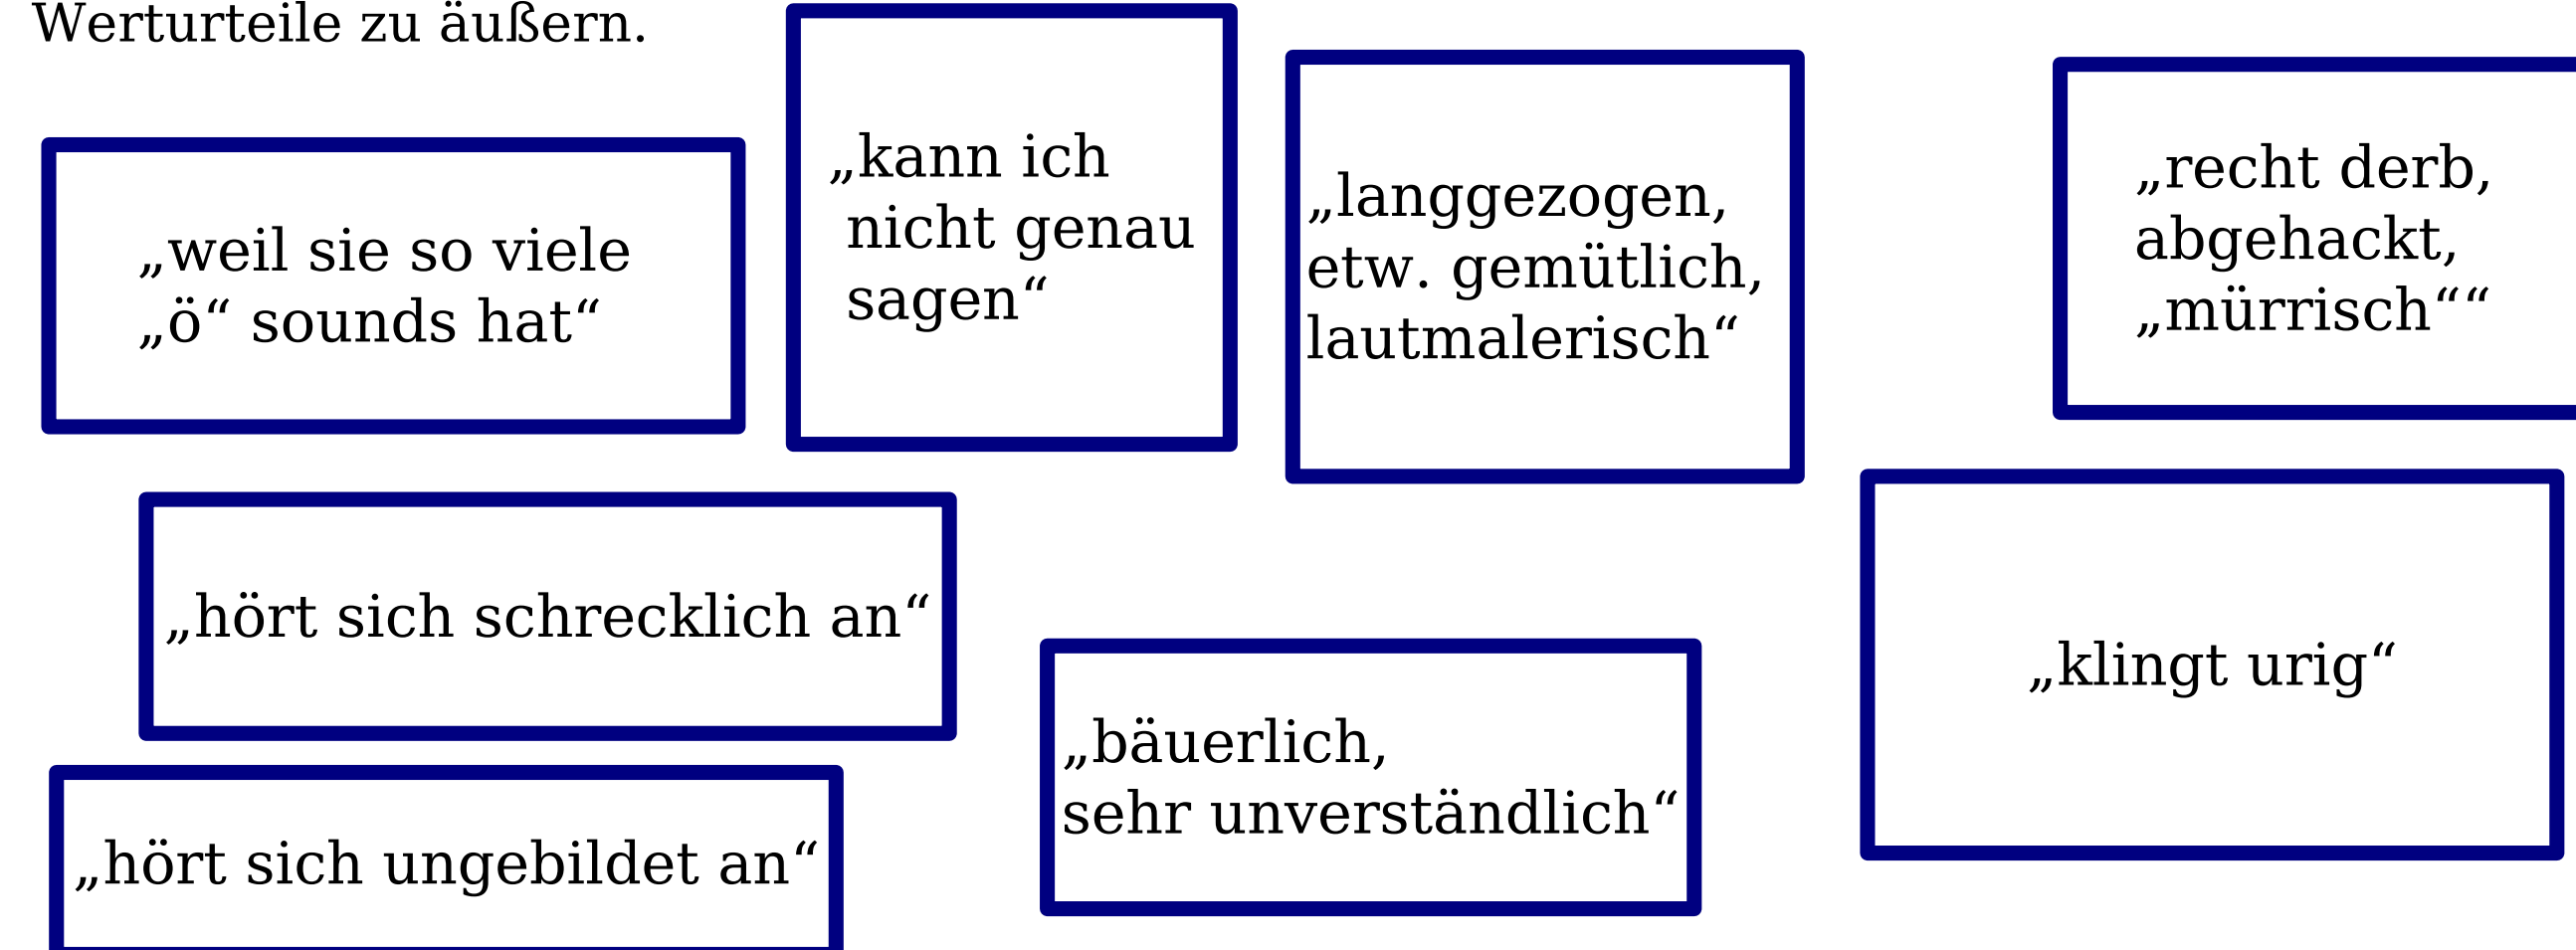 Werturteile zu äußern.
„weil sie so viele
„ö“ sounds hat“
„kann ich
nicht genau
sagen“
„langgezogen,
etw. gemütlich,
lautmalerisch“
„recht derb,
abgehackt,
„mürrisch““
„hört sich schrecklich an“
„bäuerlich,
sehr unverständlich“
„klingt urig“
„hört sich ungebildet an“